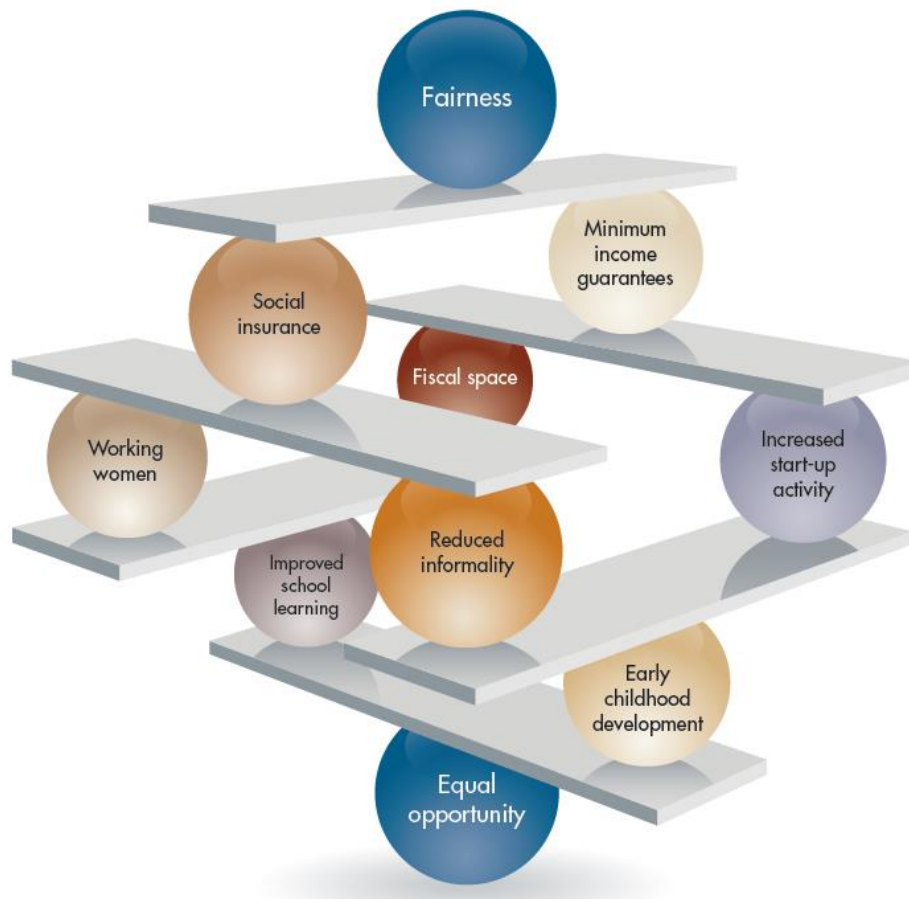 Fairness
Minimum
income
guarantees
Social
insurance
Fiscal space
Working
women
Increased
start-up
activity
Reduced
informality
Improved
school
learning
Early
childhood
development
Equal
opportunity